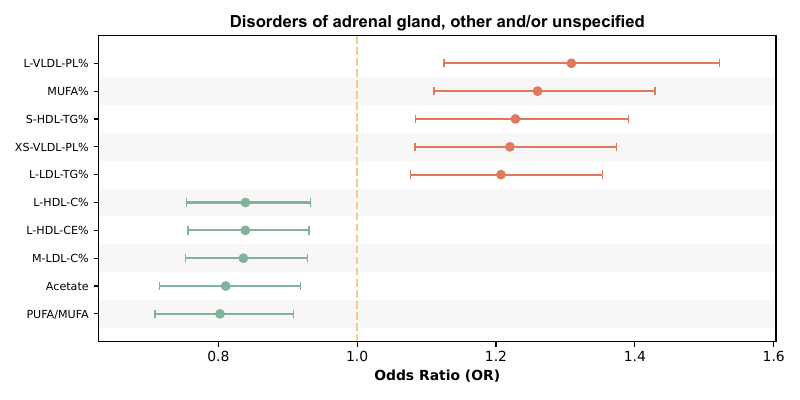 Disorders of adrenal gland, other and/or unspecified
L-VLDL-PL%
MUFA%
S-HDL-TG%
XS-VLDL-PL%
L-LDL-TG%
L-HDL-C%
L-HDL-CE%
M-LDL-C%
Acetate
PUFA/MUFA
0.8 1.0 1.2 1.4 1.6
Odds Ratio (OR)